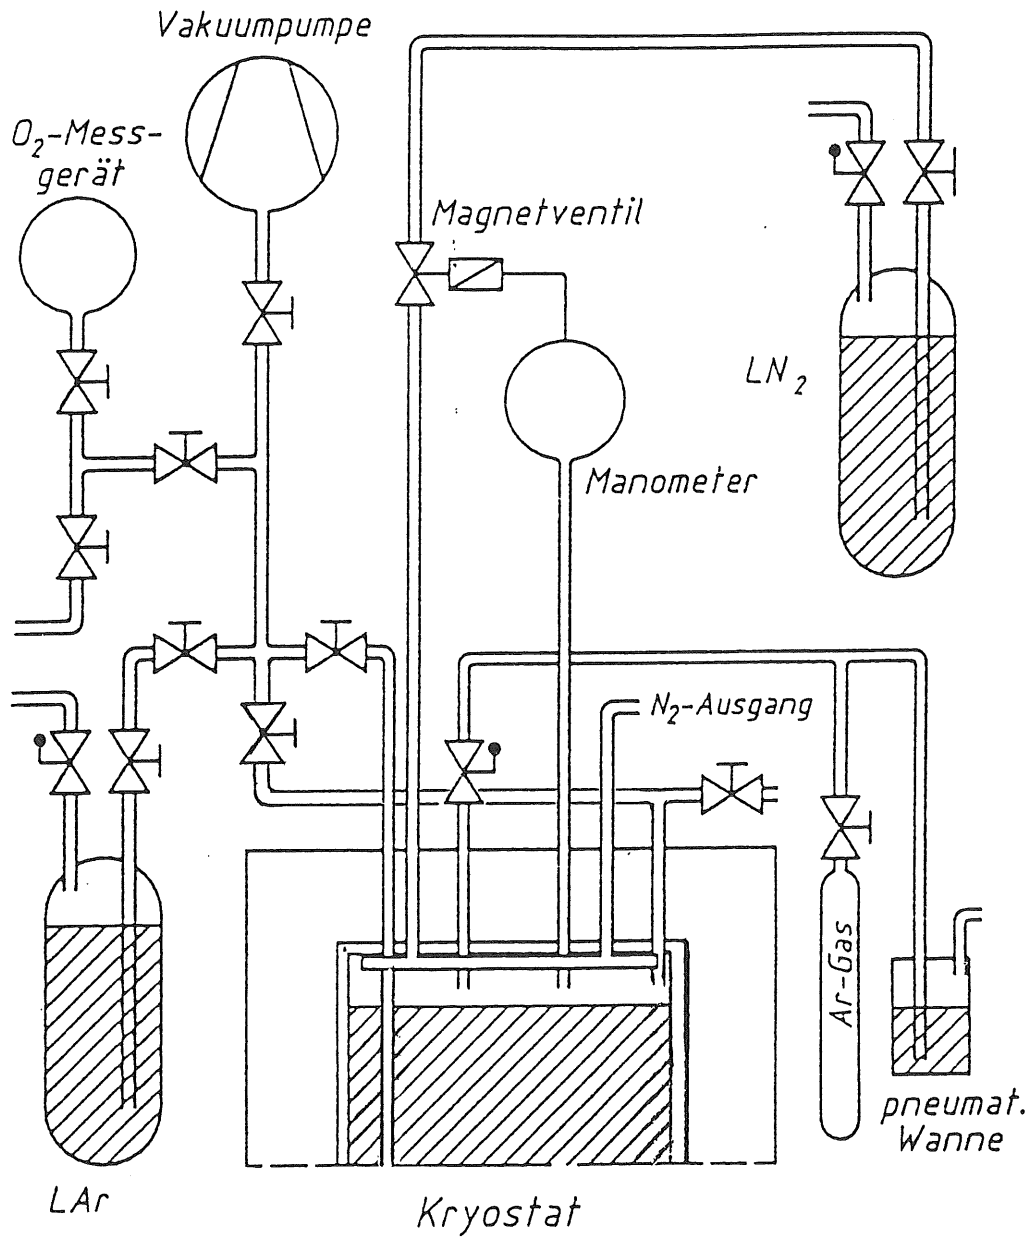 Vakuumpumpe
O₂-Mess-
gerät
Magnetventil
LN₂
Manometer
N₂-Ausgang
Ar-Gas
pneumat.
Wanne
LAr
Kryostat